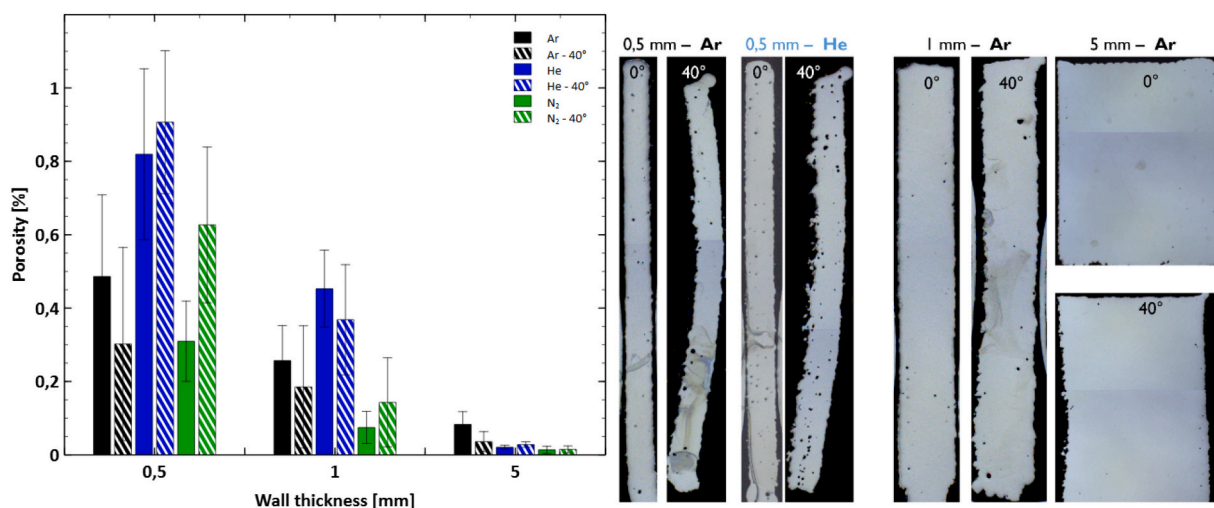 Porosity [%]
1
0,8
0,6
0,4
0,2
0
0,5
1
5
Wall thickness [mm]
Ar
Ar - 40°
He
He - 40°
N₂
N₂ - 40°
0,5 mm – Ar
0°
40°
0,5 mm – He
0°
40°
1 mm – Ar
0°
40°
5 mm – Ar
0°
40°